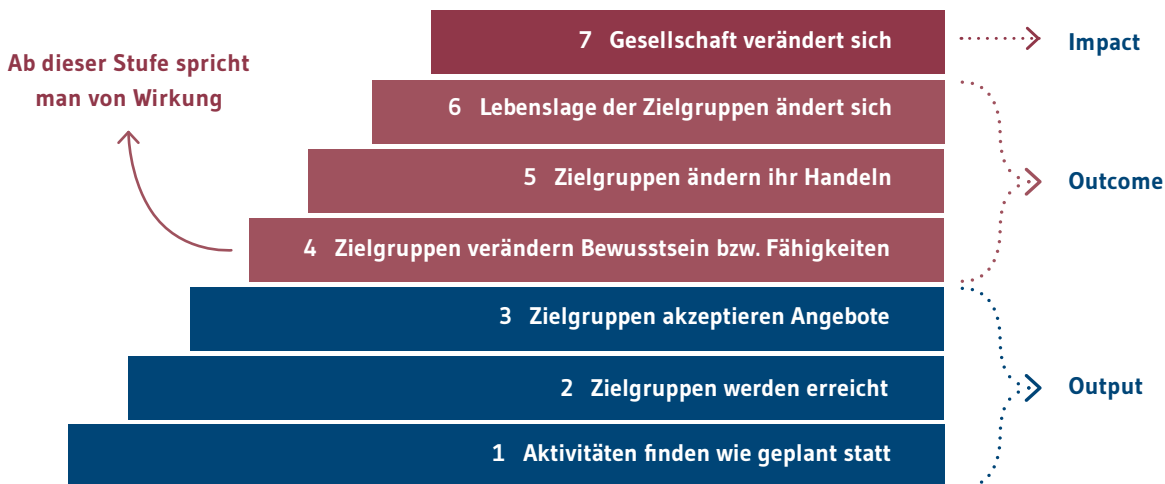 7 Gesellschaft verändert sich
Impact
Ab dieser Stufe spricht
man von Wirkung
6 Lebenslage der Zielgruppen ändert sich
5 Zielgruppen ändern ihr Handeln
Outcome
4 Zielgruppen verändern Bewusstsein bzw. Fähigkeiten
3 Zielgruppen akzeptieren Angebote
2 Zielgruppen werden erreicht
Output
1 Aktivitäten finden wie geplant statt